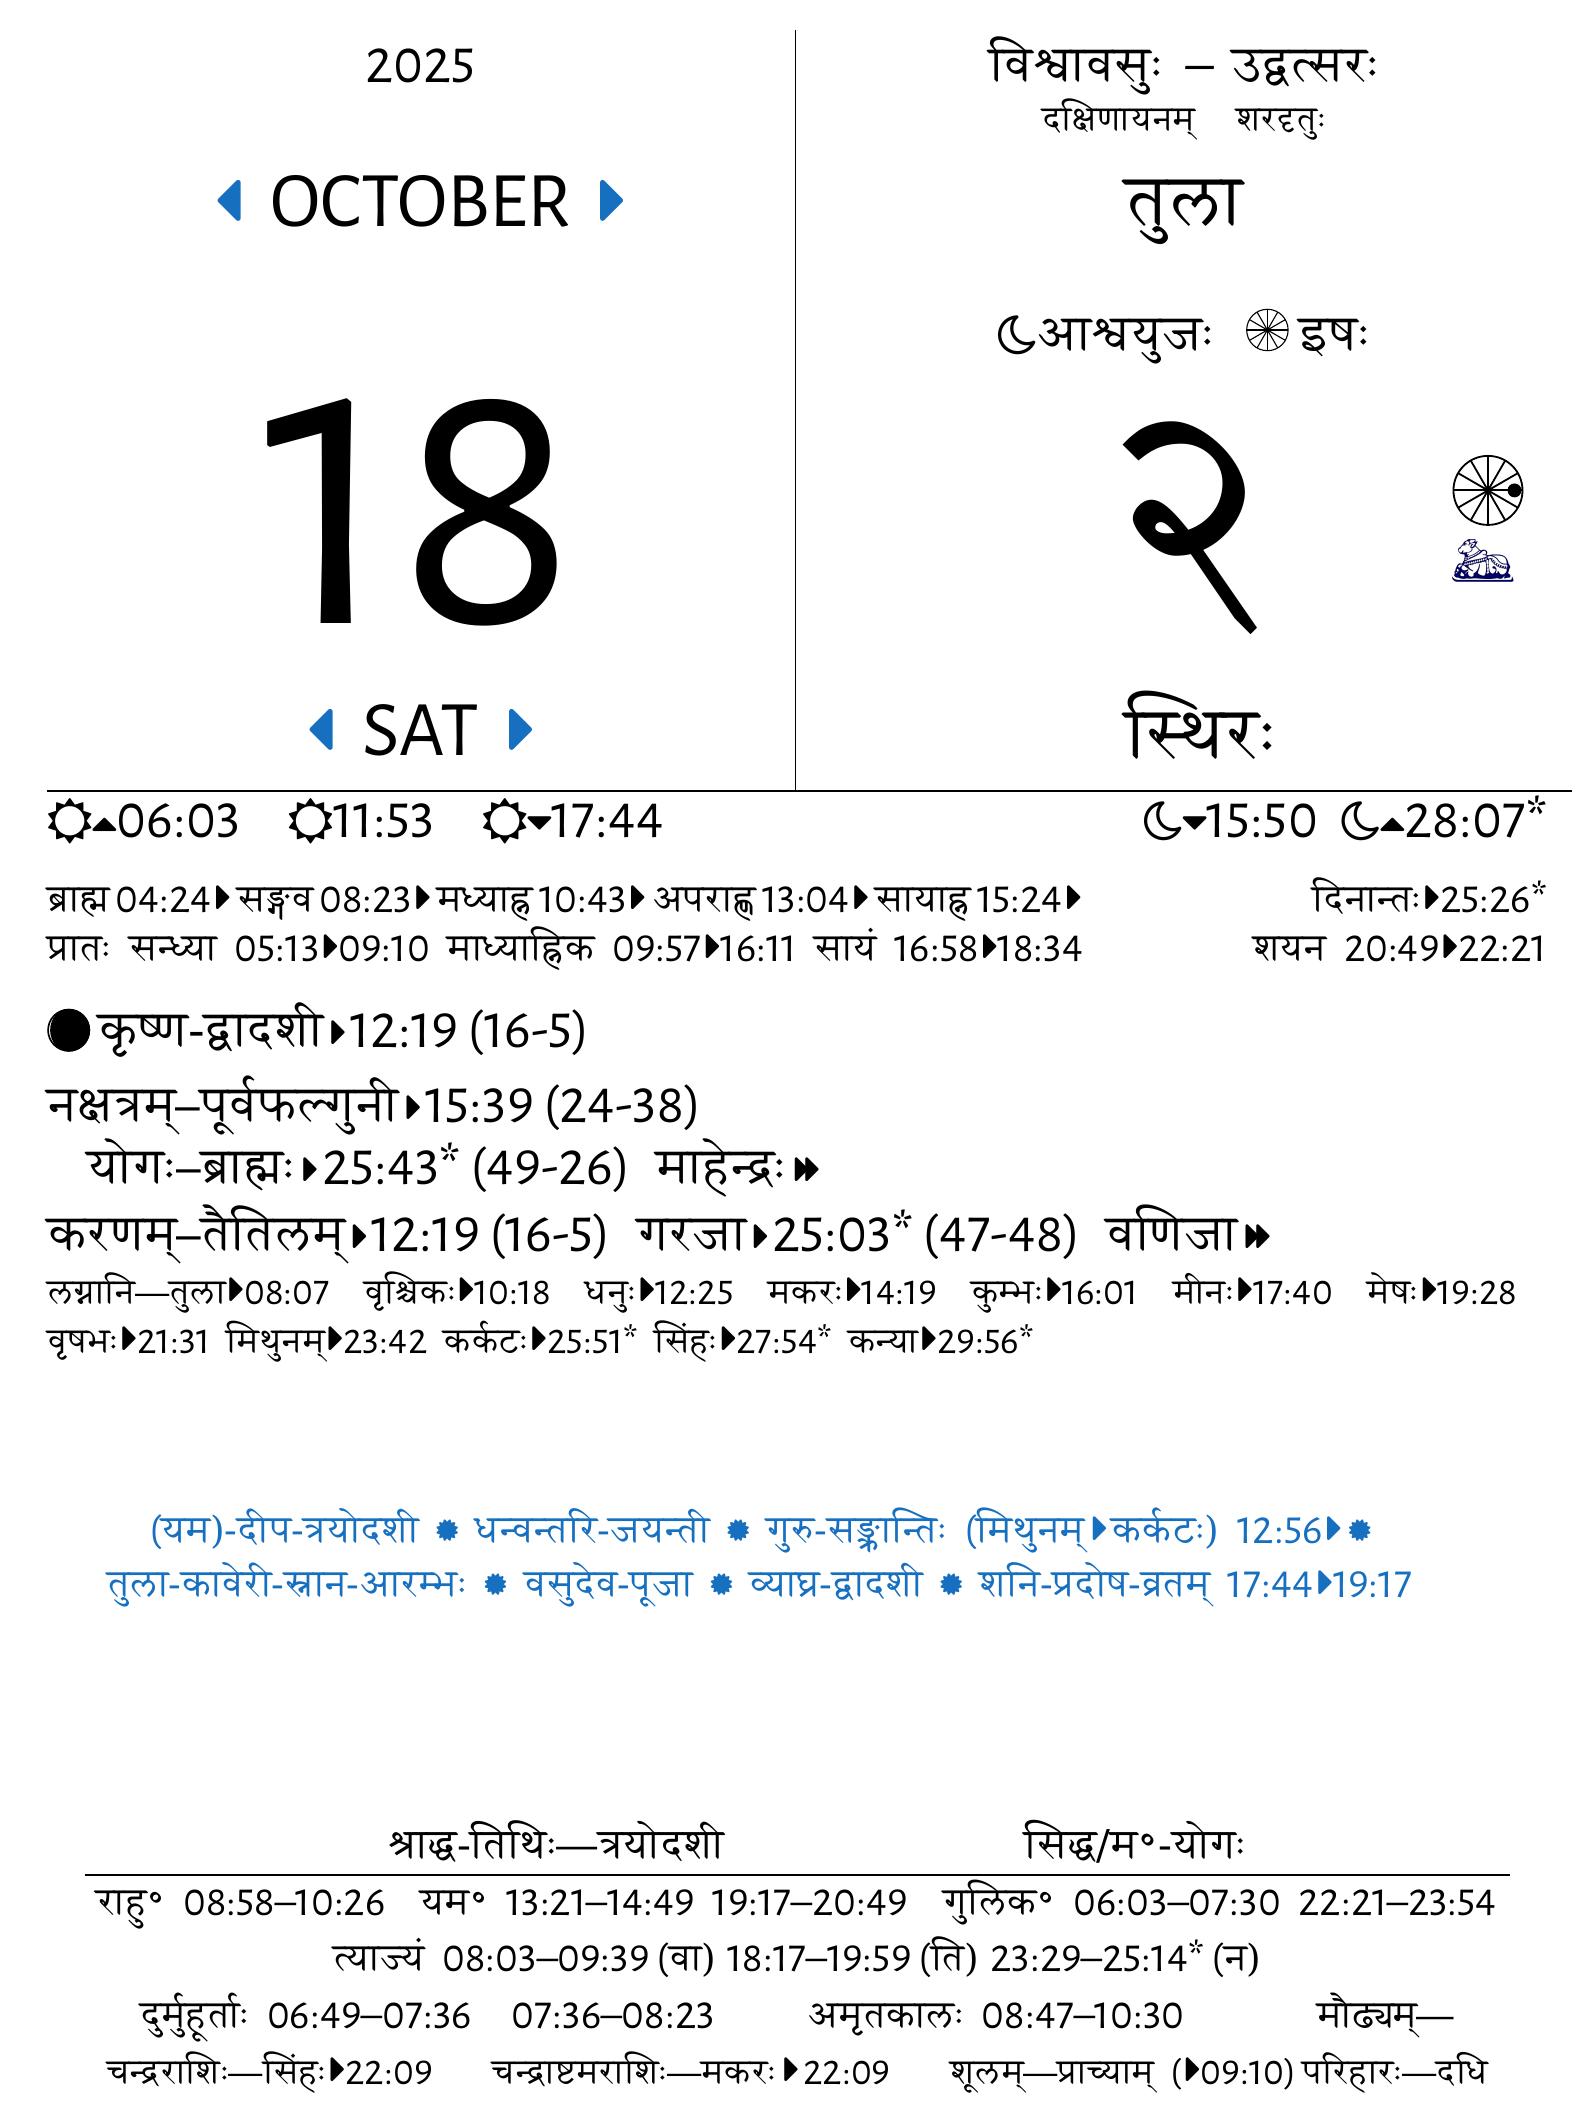 2025
OCTOBER
18
SAT
विश्वावसुः – उद्वत्सरः
दक्षिणायनम् शरदृतुः
तुला
आश्वयुजः इषः
२
स्थिरः
06:03 11:53 17:44 15:50 28:07*
ब्राह्म 04:24 सङ्गव 08:23 मध्याह्न 10:43 अपराह्ण 13:04 सायाह्न 15:24 दिनान्तः 25:26*
प्रातः सन्ध्या 05:13 09:10 माध्याह्निक 09:57 16:11 सायं 16:58 18:34 शयन 20:49 22:21
कृष्ण-द्वादशी 12:19 (16-5)
नक्षत्रम्–पूर्वफल्गुनी 15:39 (24-38)
योगः–ब्राह्मः 25:43* (49-26) माहेन्द्रः
करणम्–तैतिलम् 12:19 (16-5) गरजा 25:03* (47-48) वणिजा
लग्नानि—तुला 08:07 वृश्चिकः 10:18 धनुः 12:25 मकरः 14:19 कुम्भः 16:01 मीनः 17:40 मेषः 19:28
वृषभः 21:31 मिथुनम् 23:42 कर्कटः 25:51* सिंहः 27:54* कन्या 29:56*
(यम)-दीप-त्रयोदशी ✹ धन्वन्तरि-जयन्ती ✹ गुरु-सङ्क्रान्तिः (मिथुनम् कर्कटः) 12:56 ✹
तुला-कावेरी-स्नान-आरम्भः ✹ वसुदेव-पूजा ✹ व्याघ्र-द्वादशी ✹ शनि-प्रदोष-व्रतम् 17:44 19:17
श्राद्ध-तिथिः—त्रयोदशी सिद्ध/म॰-योगः
राहु॰ 08:58–10:26 यम॰ 13:21–14:49 19:17–20:49 गुलिक॰ 06:03–07:30 22:21–23:54
त्याज्यं 08:03–09:39 (वा) 18:17–19:59 (ति) 23:29–25:14* (न)
दुर्मुहूर्ताः 06:49–07:36 07:36–08:23 अमृतकालः 08:47–10:30 मौढ्यम्—
चन्द्रराशिः—सिंहः 22:09 चन्द्राष्टमराशिः—मकरः 22:09 शूलम्—प्राच्याम् ( 09:10) परिहारः—दधि